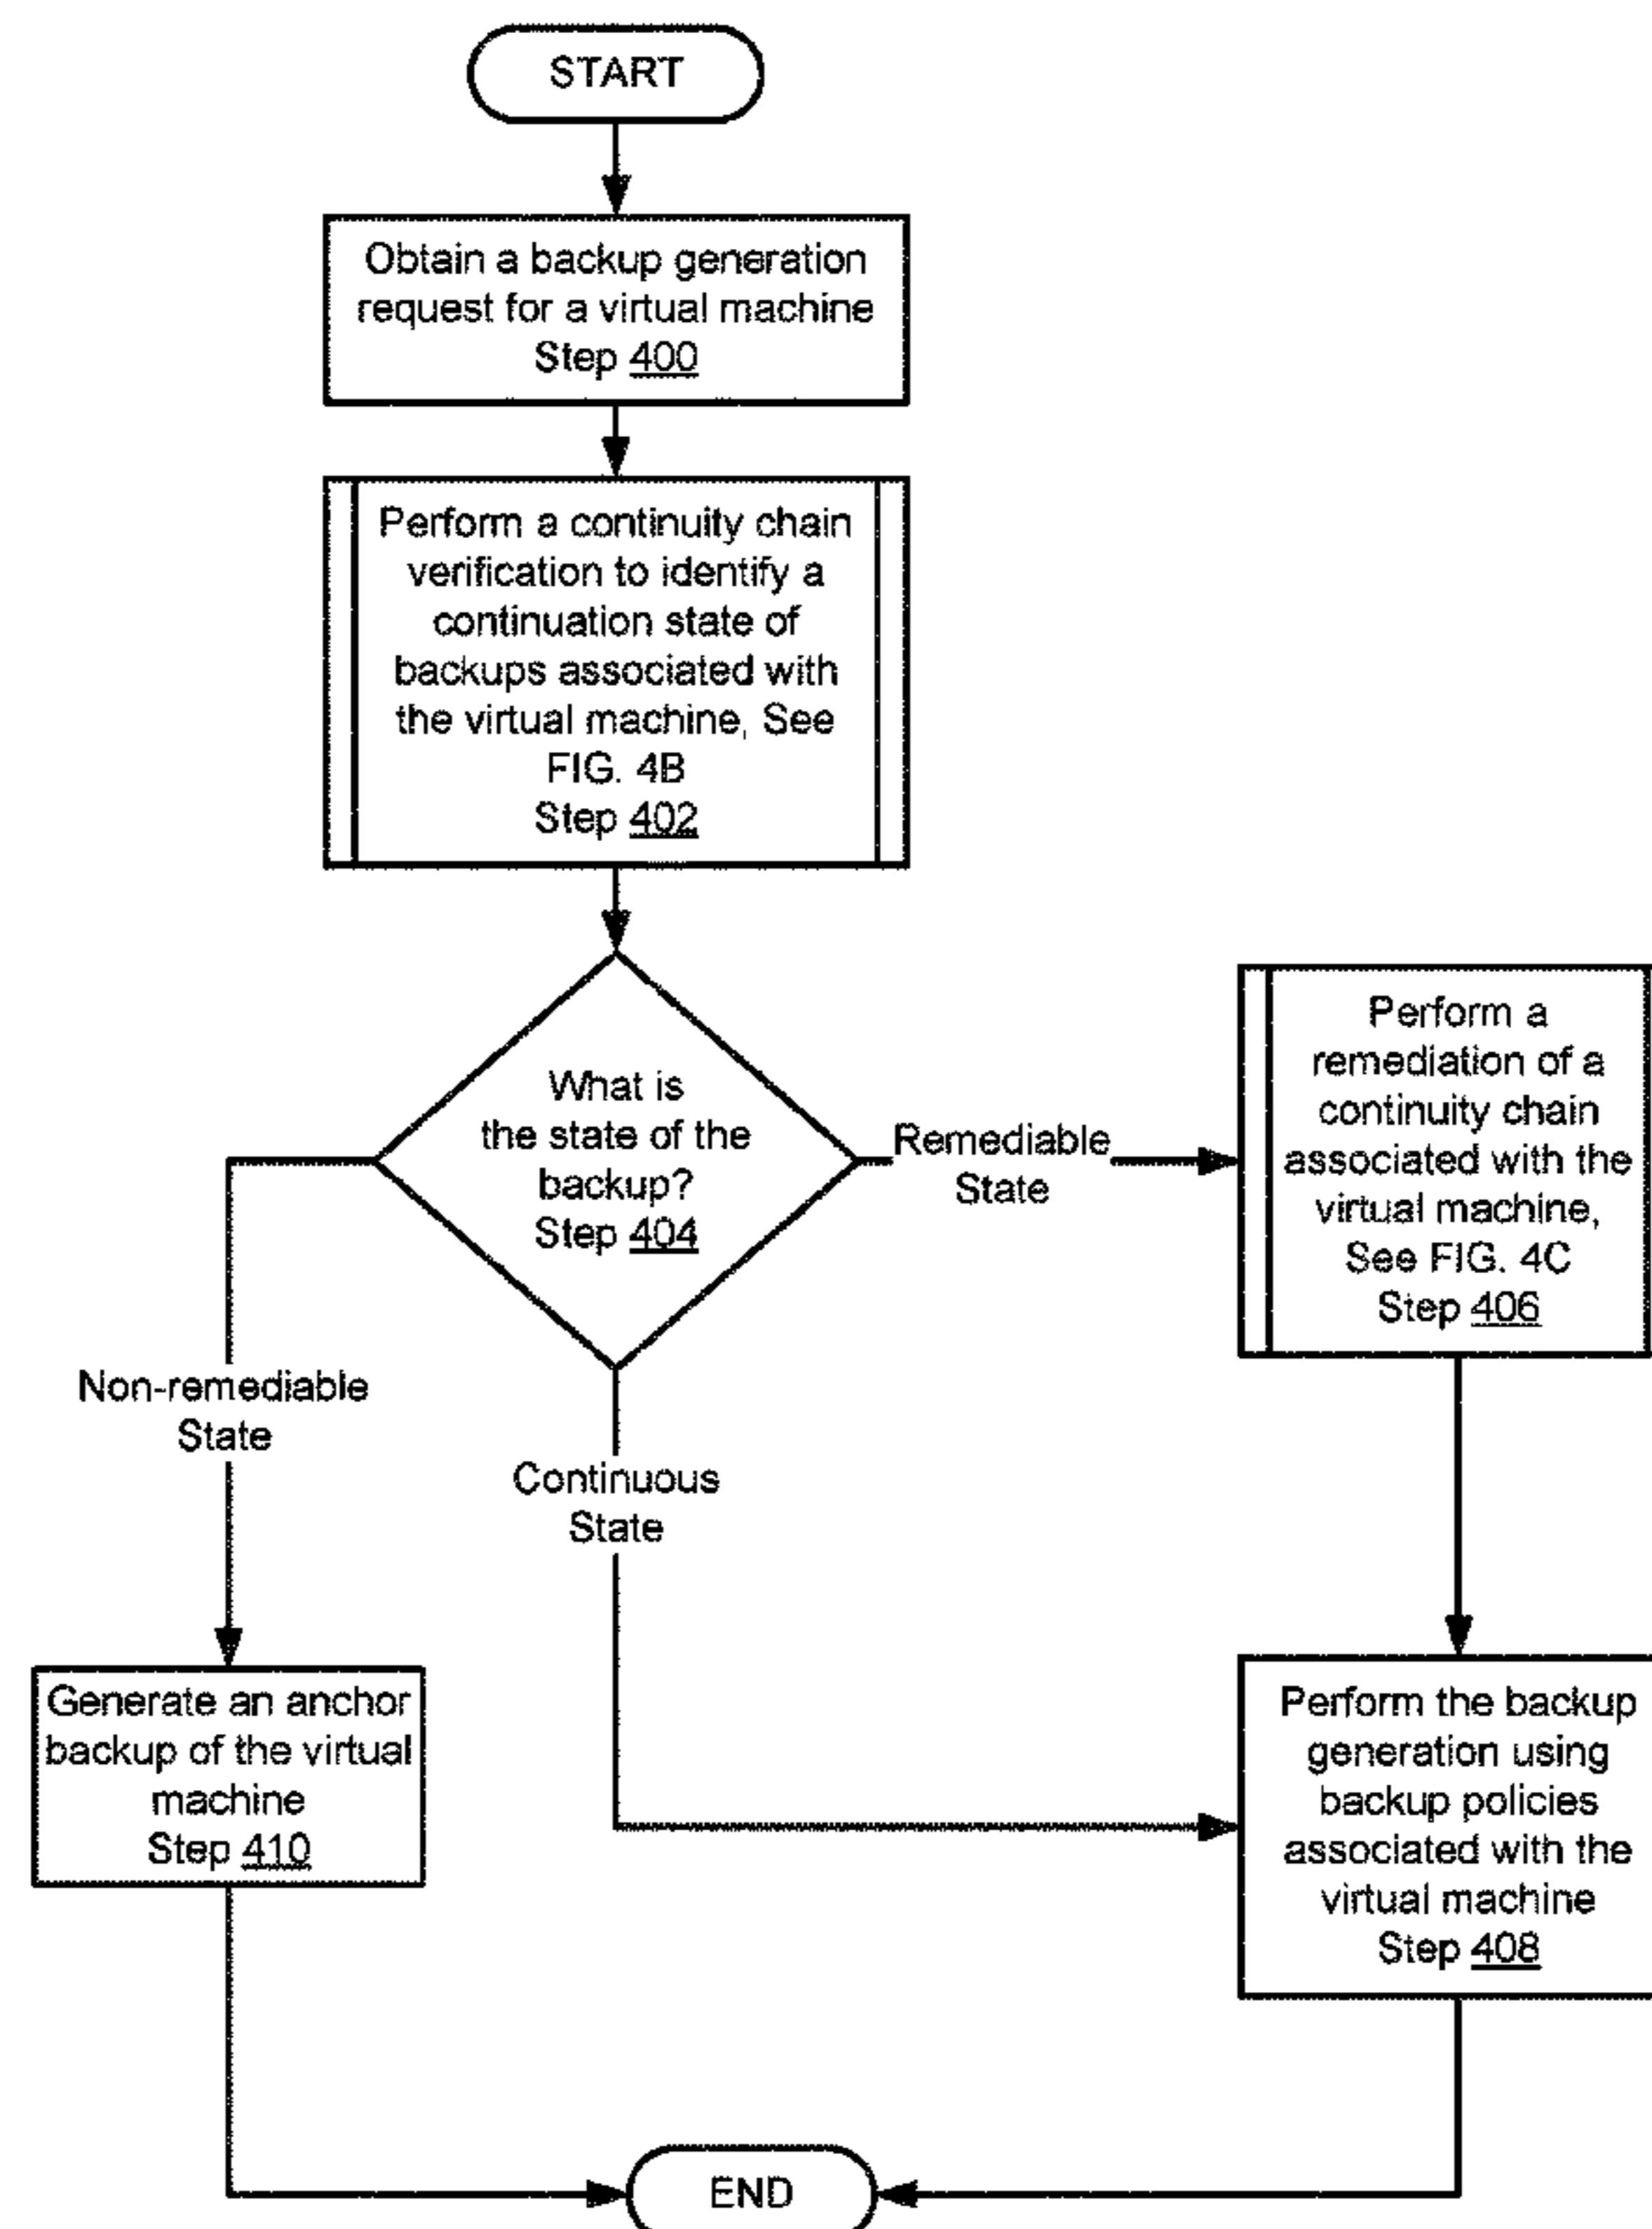 START
Obtain a backup generation
request for a virtual machine
Step 400
Perform a continuity chain
verification to identify a
continuation state of
backups associated with
the virtual machine, See
FIG. 4B
Step 402
What is
the state of the
backup?
Step 404
Remediable
State
Perform a
remediation of a
continuity chain
associated with the
virtual machine,
See FIG. 4C
Step 406
Non-remediable
State
Continuous
State
Generate an anchor
backup of the virtual
machine
Step 410
Perform the backup
generation using
backup policies
associated with the
virtual machine
Step 408
END